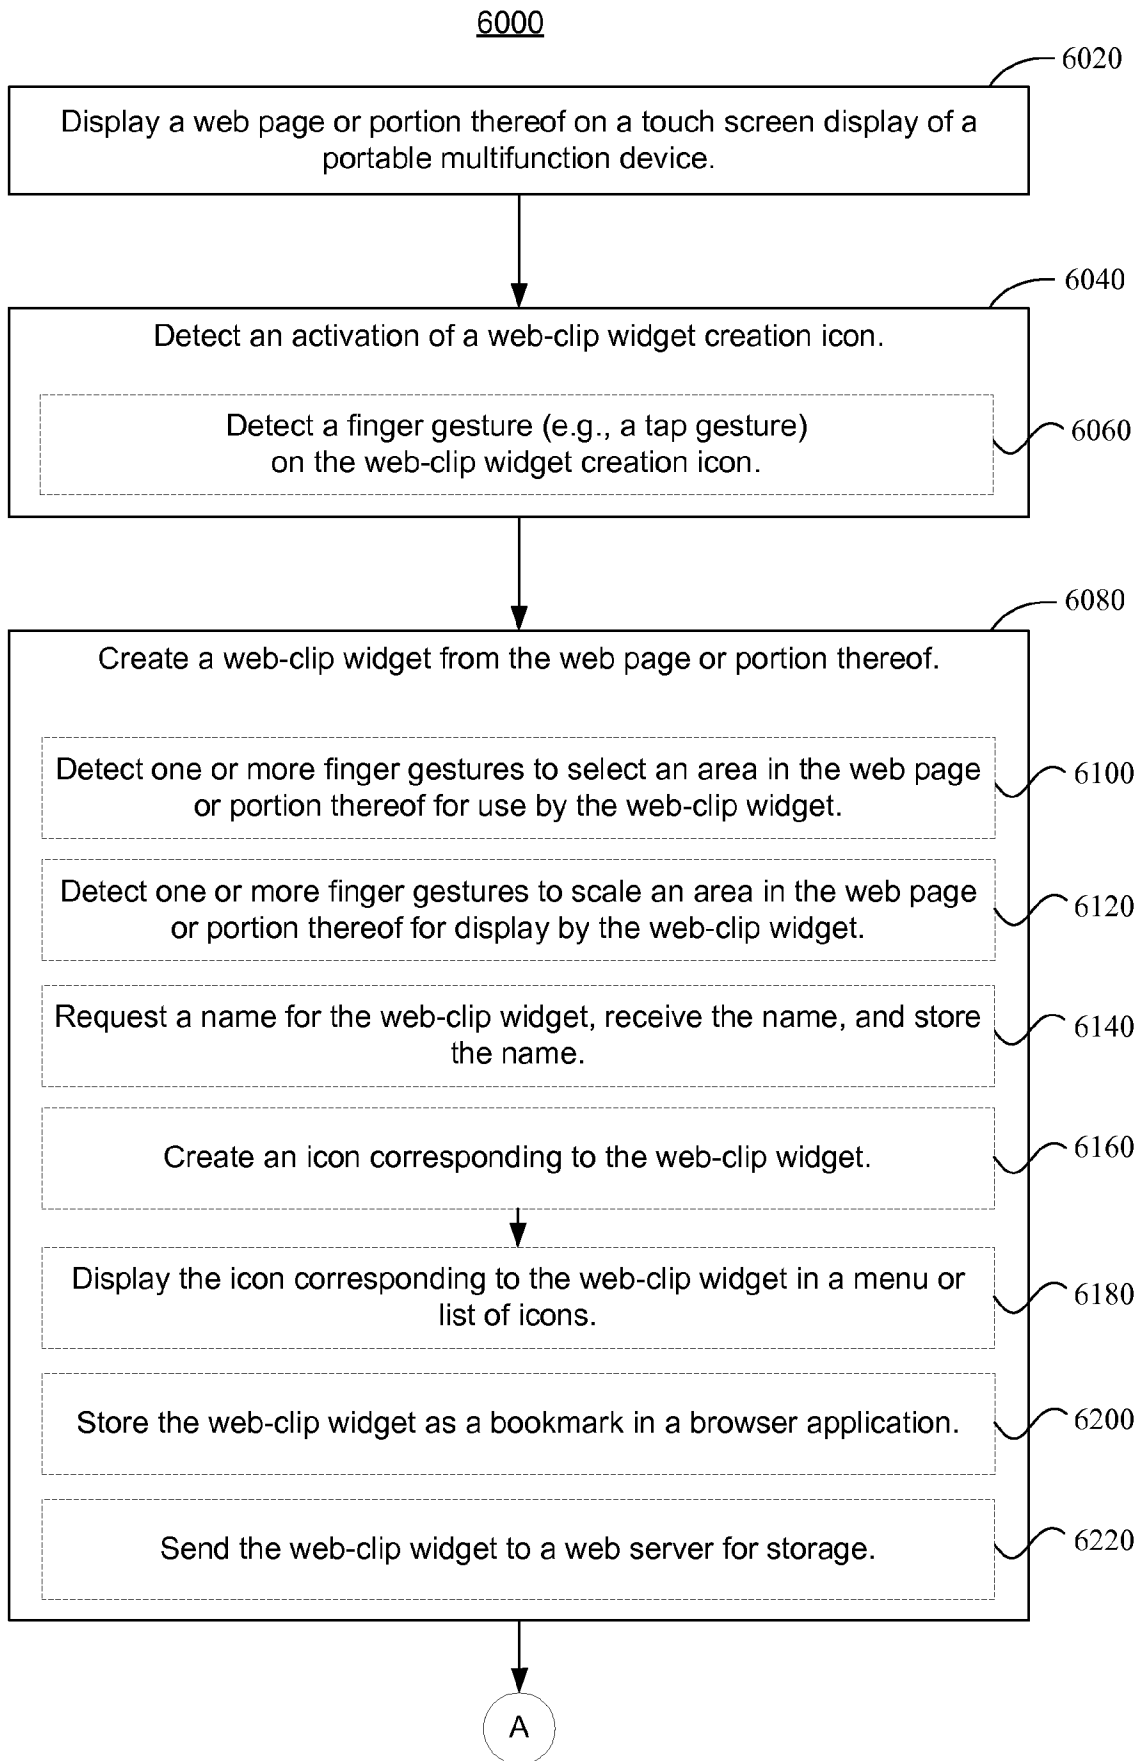 6000
6020
Display a web page or portion thereof on a touch screen display of a
portable multifunction device.
6040
Detect an activation of a web-clip widget creation icon.
Detect a finger gesture (e.g., a tap gesture)
on the web-clip widget creation icon.
6060
6080
Create a web-clip widget from the web page or portion thereof.
Detect one or more finger gestures to select an area in the web page
or portion thereof for use by the web-clip widget.
6100
Detect one or more finger gestures to scale an area in the web page
or portion thereof for display by the web-clip widget.
6120
Request a name for the web-clip widget, receive the name, and store
the name.
6140
Create an icon corresponding to the web-clip widget.
6160
Display the icon corresponding to the web-clip widget in a menu or
list of icons.
6180
Store the web-clip widget as a bookmark in a browser application.
6200
Send the web-clip widget to a web server for storage.
6220
A